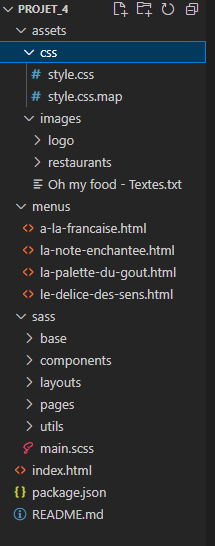 PROJET_4
assets
css
style.css
style.css.map
images
logo
restaurants
Oh my food - Textes.txt
menus
a-la-francaise.html
la-note-enchantee.html
la-palette-du-gout.html
le-delice-des-sens.html
sass
base
components
layouts
pages
utils
main.scss
index.html
package.json
README.md